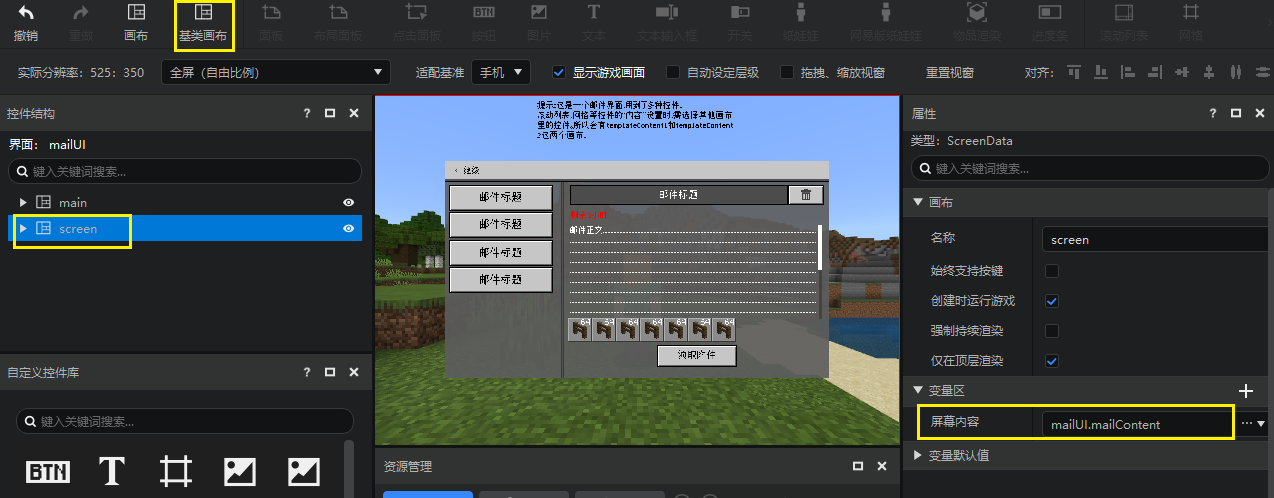 撤销 重做 画布 基类画布 面板 布局面板 点击面板 按钮 图片 文本 文本输入框 开关 纸娃娃 网易版纸娃娃 物品渲染 进度条 滚动列表 网格
实际分辨率：525：350 全屏（自由比例） 适配基准 手机 显示游戏画面 自动设定层级 拖拽、缩放视窗 重置视窗 对齐：
控件结构 ?
界面： mailUI
键入关键词搜索...
main
screen
自定义控件库 ?
键入关键词搜索...
BTN T
提示:这是一个邮件界面,用到了多种控件.
滚动列表,网格等控件的"内容"设置时,需选择其他画布
里的控件。所以会有templateContent1和templateContent
2这两个画布.
邮件标题
邮件标题
邮件标题
邮件标题
邮件标题
邮件正文
64 64 64 64 64 64
领取附件
资源管理
属性 ?
类型: ScreenData
键入关键词搜索...
画布
名称 screen
始终支持按键
创建时运行游戏
强制持续渲染
仅在顶层渲染
变量区
屏幕内容 mailUI.mailContent ...
变量默认值